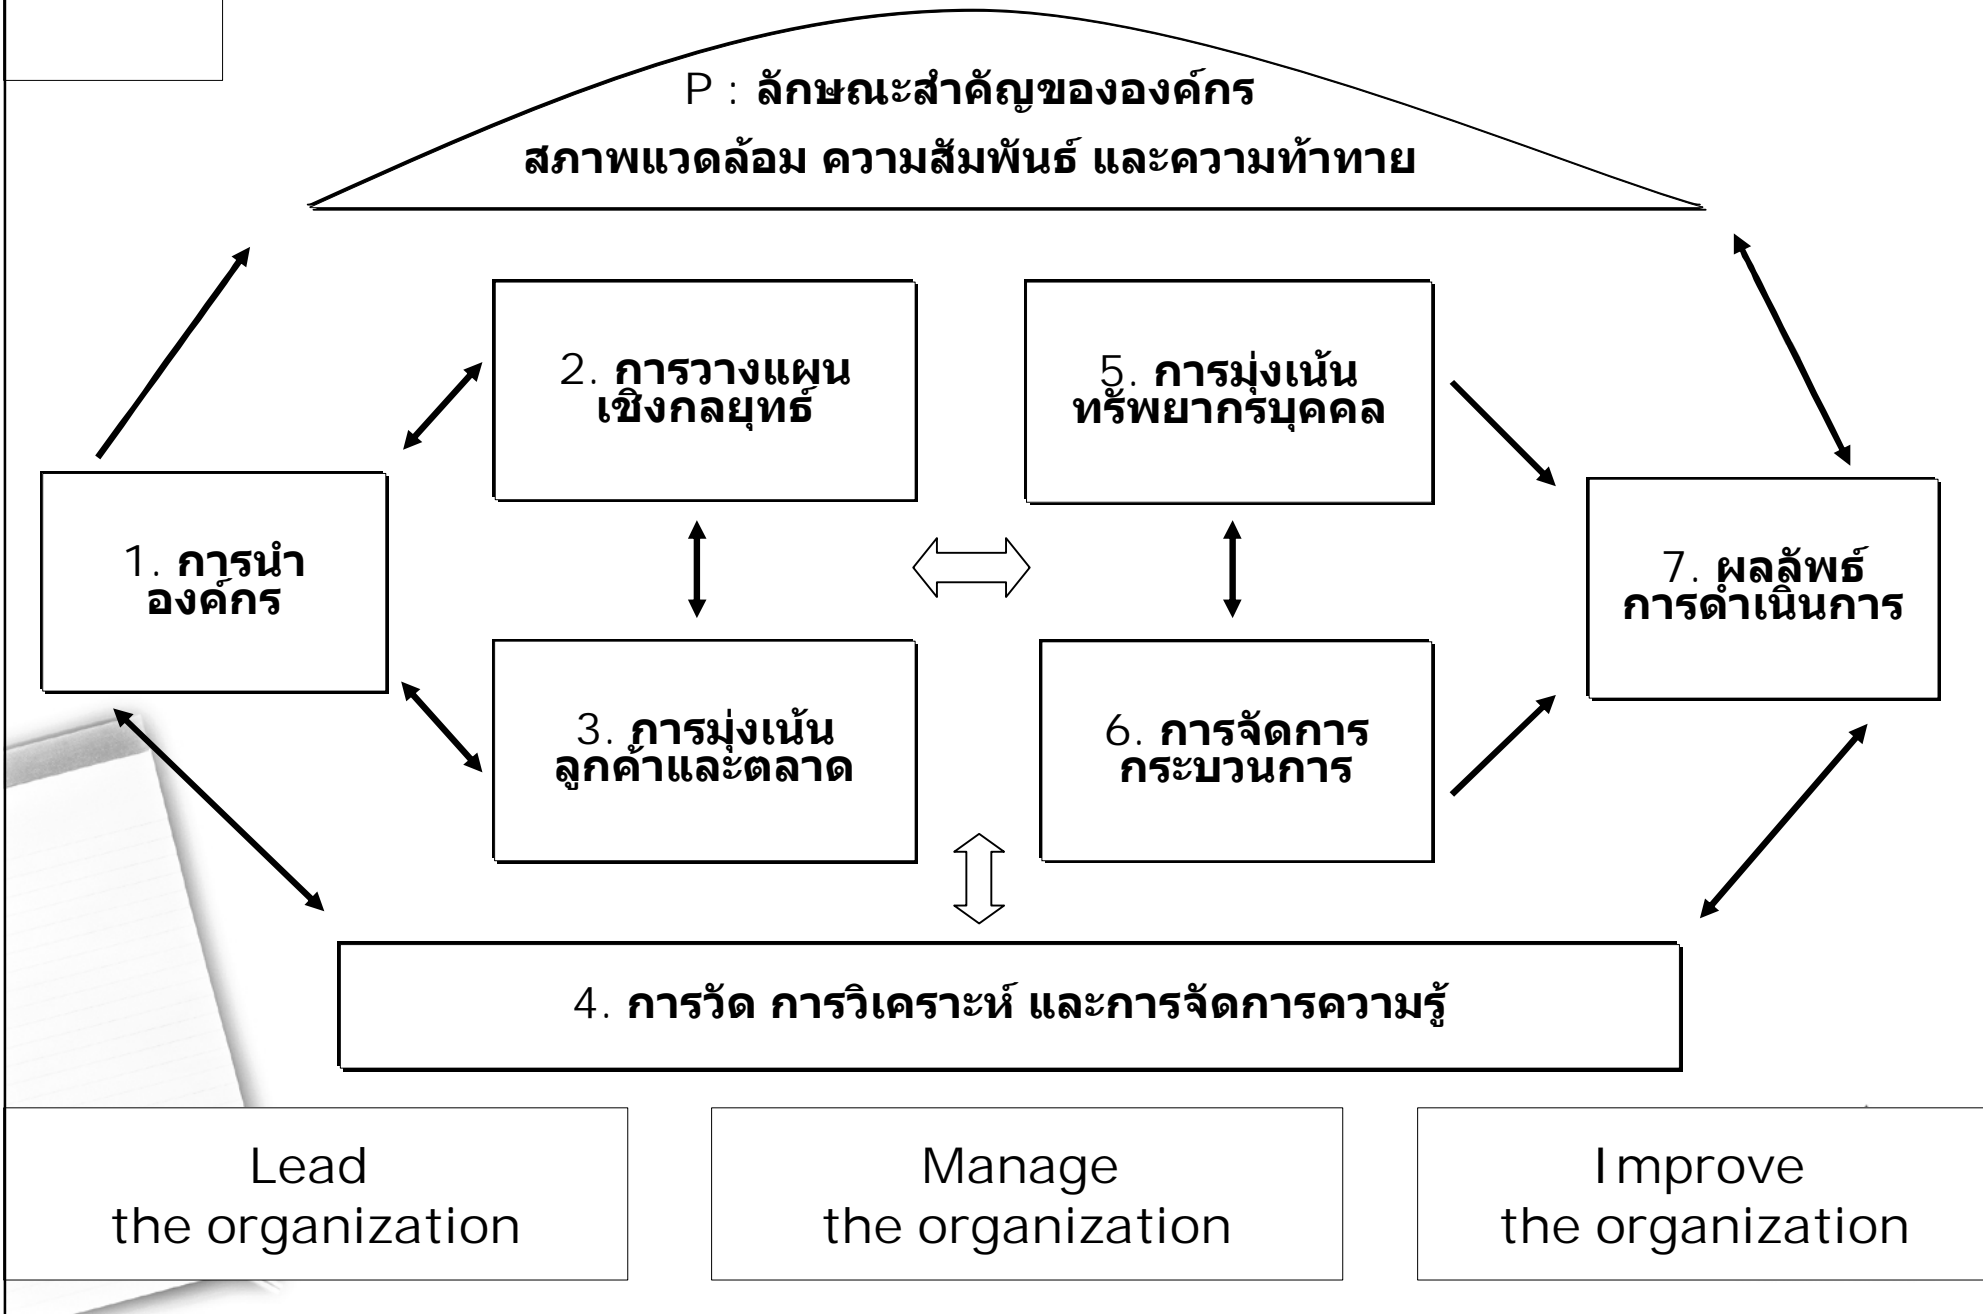 P : ลักษณะสำคัญขององค์กร
สภาพแวดล้อม ความสัมพันธ์ และความท้าทาย
2. การวางแผน
เชิงกลยุทธ์
5. การมุ่งเน้น
ทรัพยากรบุคคล
1. การนำ
องค์กร
7. ผลลัพธ์
การดำเนินการ
3. การมุ่งเน้น
ลูกค้าและตลาด
6. การจัดการ
กระบวนการ
4. การวัด การวิเคราะห์ และการจัดการความรู้
Lead
the organization
Manage
the organization
Improve
the organization